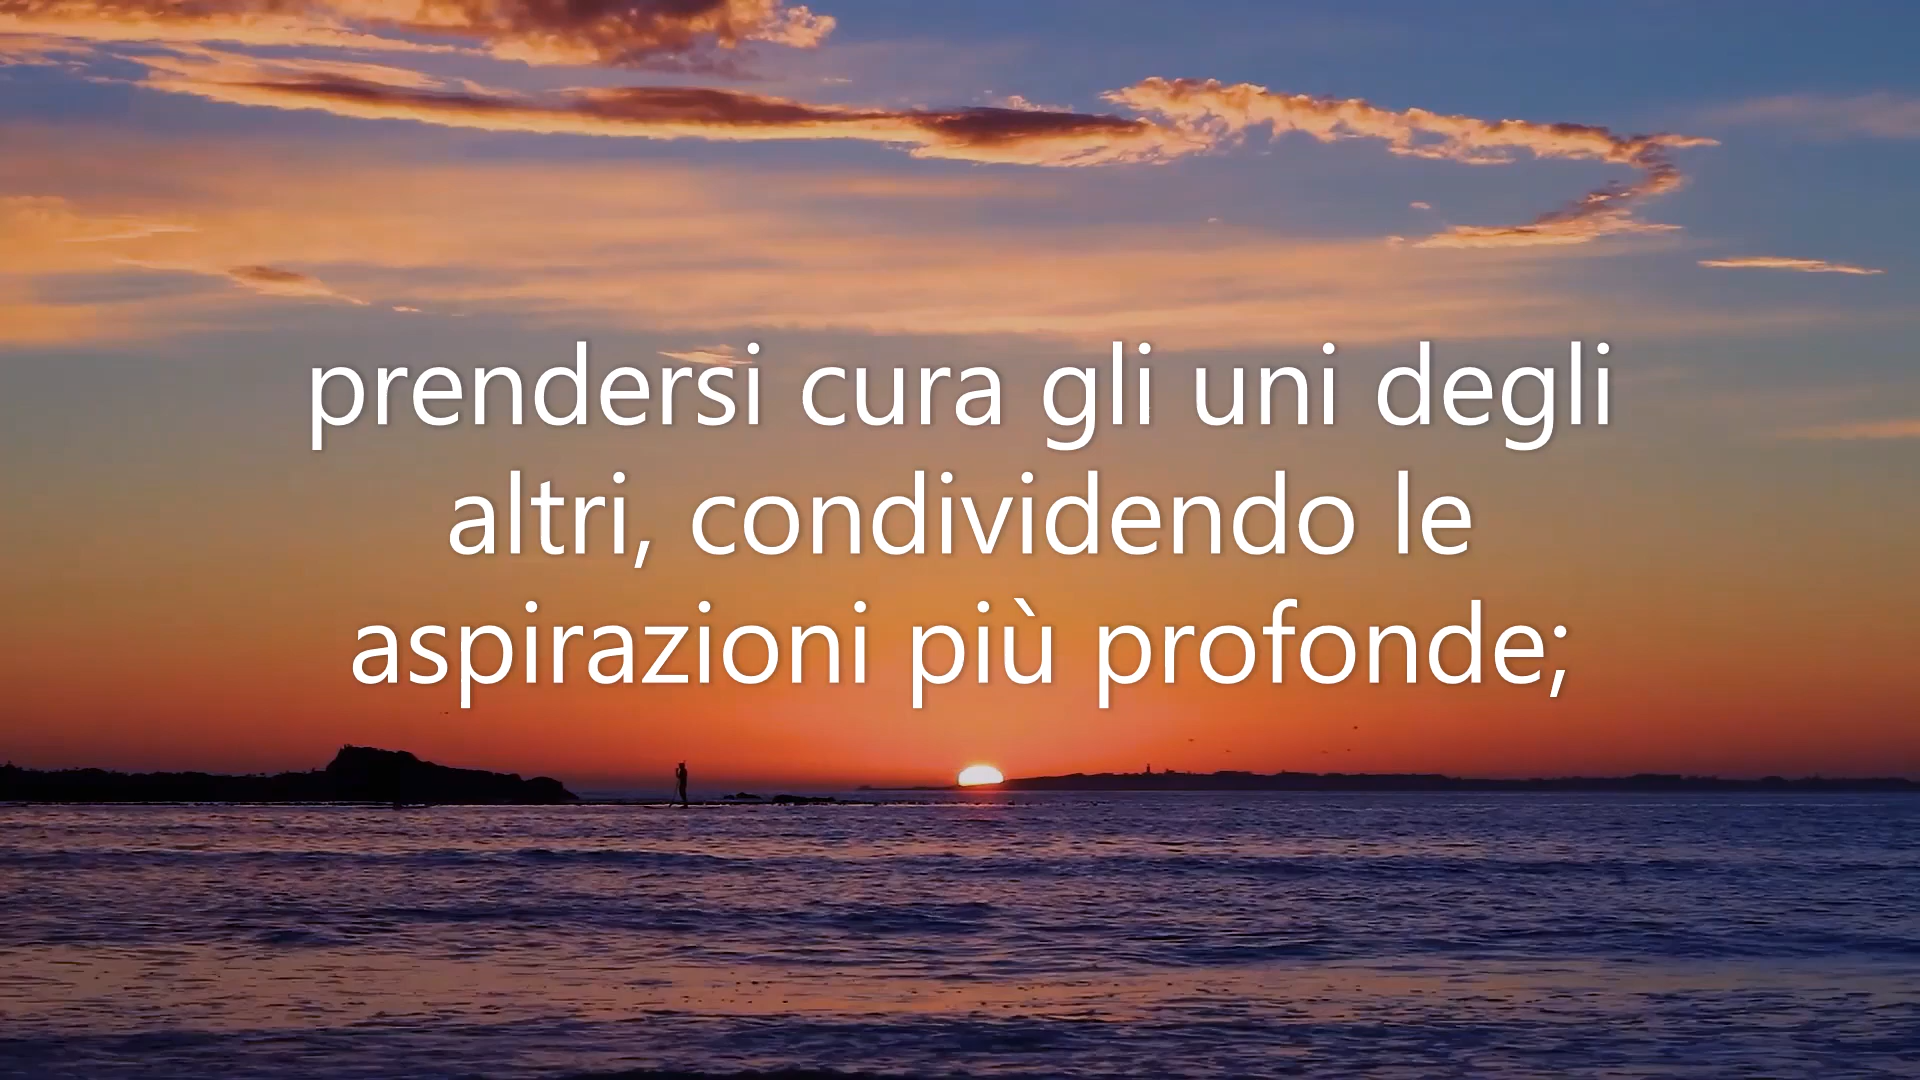 prendersi cura gli uni degli
altri, condividendo le
aspirazioni più profonde;